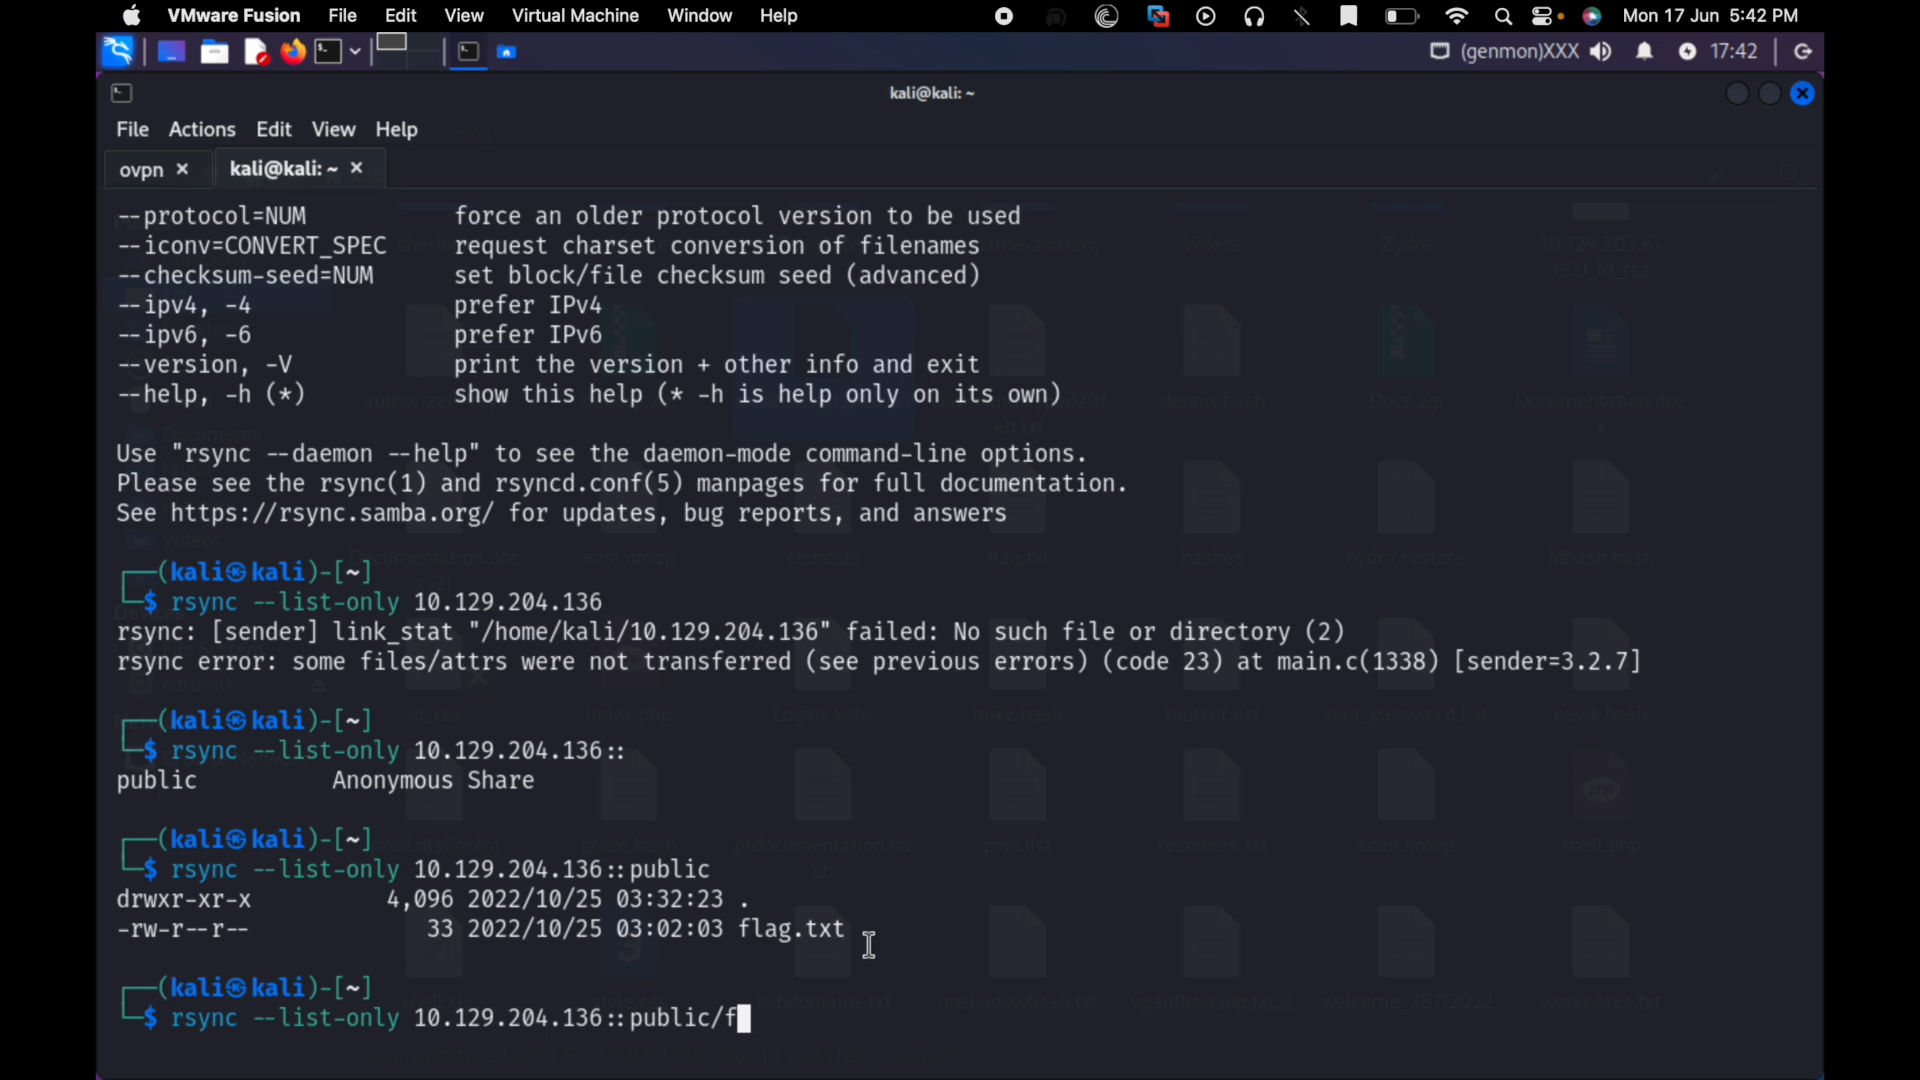 VMware Fusion File Edit View Virtual Machine Window Help Mon 17 Jun 5:42 PM
(genmon)XXX 17:42
kali@kali: ~
File Actions Edit View Help
ovpn kali@kali: ~
--protocol=NUM force an older protocol version to be used
--iconv=CONVERT_SPEC request charset conversion of filenames
--checksum-seed=NUM set block/file checksum seed (advanced)
--ipv4, -4 prefer IPv4
--ipv6, -6 prefer IPv6
--version, -V print the version + other info and exit
--help, -h (*) show this help (* -h is help only on its own)
Use "rsync --daemon --help" to see the daemon-mode command-line options.
Please see the rsync(1) and rsyncd.conf(5) manpages for full documentation.
See https://rsync.samba.org/ for updates, bug reports, and answers
(kali㉿kali)-[~]
$ rsync --list-only 10.129.204.136
rsync: [sender] link_stat "/home/kali/10.129.204.136" failed: No such file or directory (2)
rsync error: some files/attrs were not transferred (see previous errors) (code 23) at main.c(1338) [sender=3.2.7]
(kali㉿kali)-[~]
$ rsync --list-only 10.129.204.136::
public Anonymous Share
(kali㉿kali)-[~]
$ rsync --list-only 10.129.204.136::public
drwxr-xr-x 4,096 2022/10/25 03:32:23 .
-rw-r--r-- 33 2022/10/25 03:02:03 flag.txt
(kali㉿kali)-[~]
$ rsync --list-only 10.129.204.136::public/f